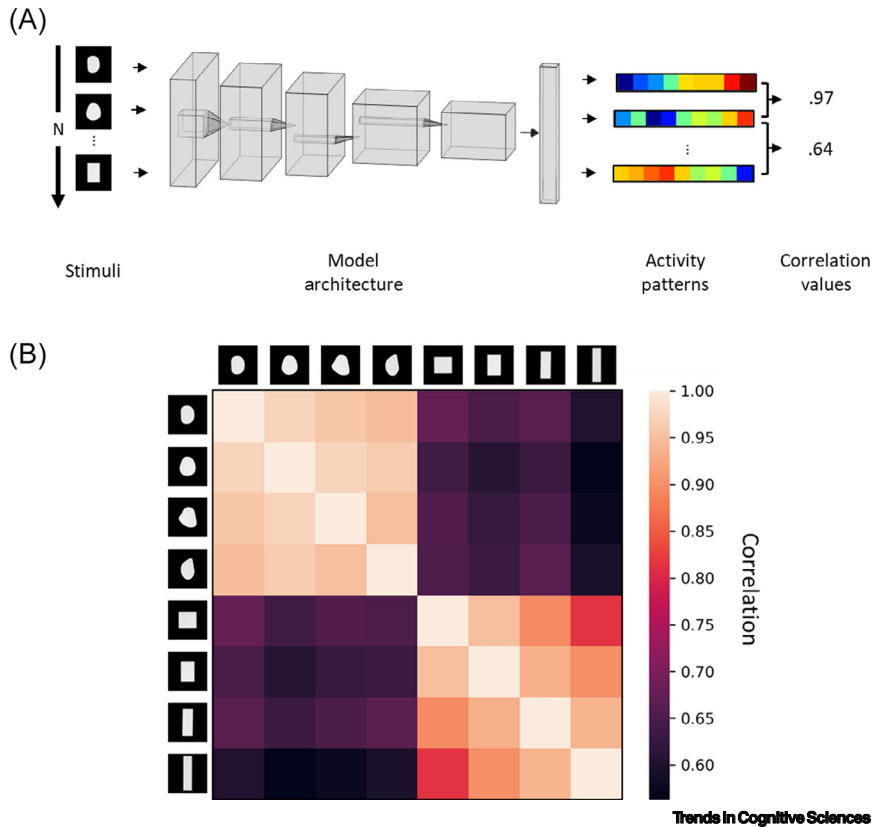 (A)
N
...
...
.97
.64
Stimuli
Model
architecture
Activity
patterns
Correlation
values
(B)
1.00
0.95
0.90
0.85
0.80
0.75
0.70
0.65
0.60
Correlation
Trends in Cognitive Sciences